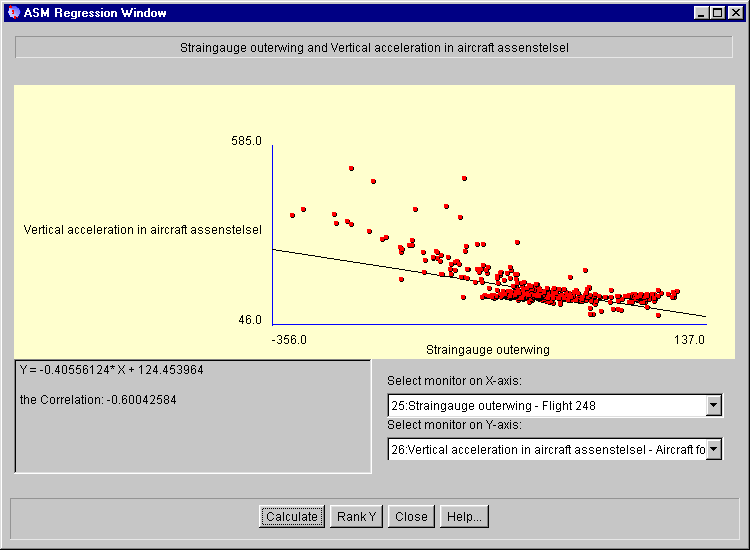 ASM Regression Window
Straingauge outerwing and Vertical acceleration in aircraft assenstelsel
585.0
Vertical acceleration in aircraft assenstelsel
46.0
-356.0
137.0
Straingauge outerwing
Y = -0.40556124* X + 124.453964
the Correlation: -0.60042584
Select monitor on X-axis:
25:Straingauge outerwing - Flight 248
Select monitor on Y-axis:
26:Vertical acceleration in aircraft assenstelsel - Aircraft fo
Calculate
Rank Y
Close
Help...